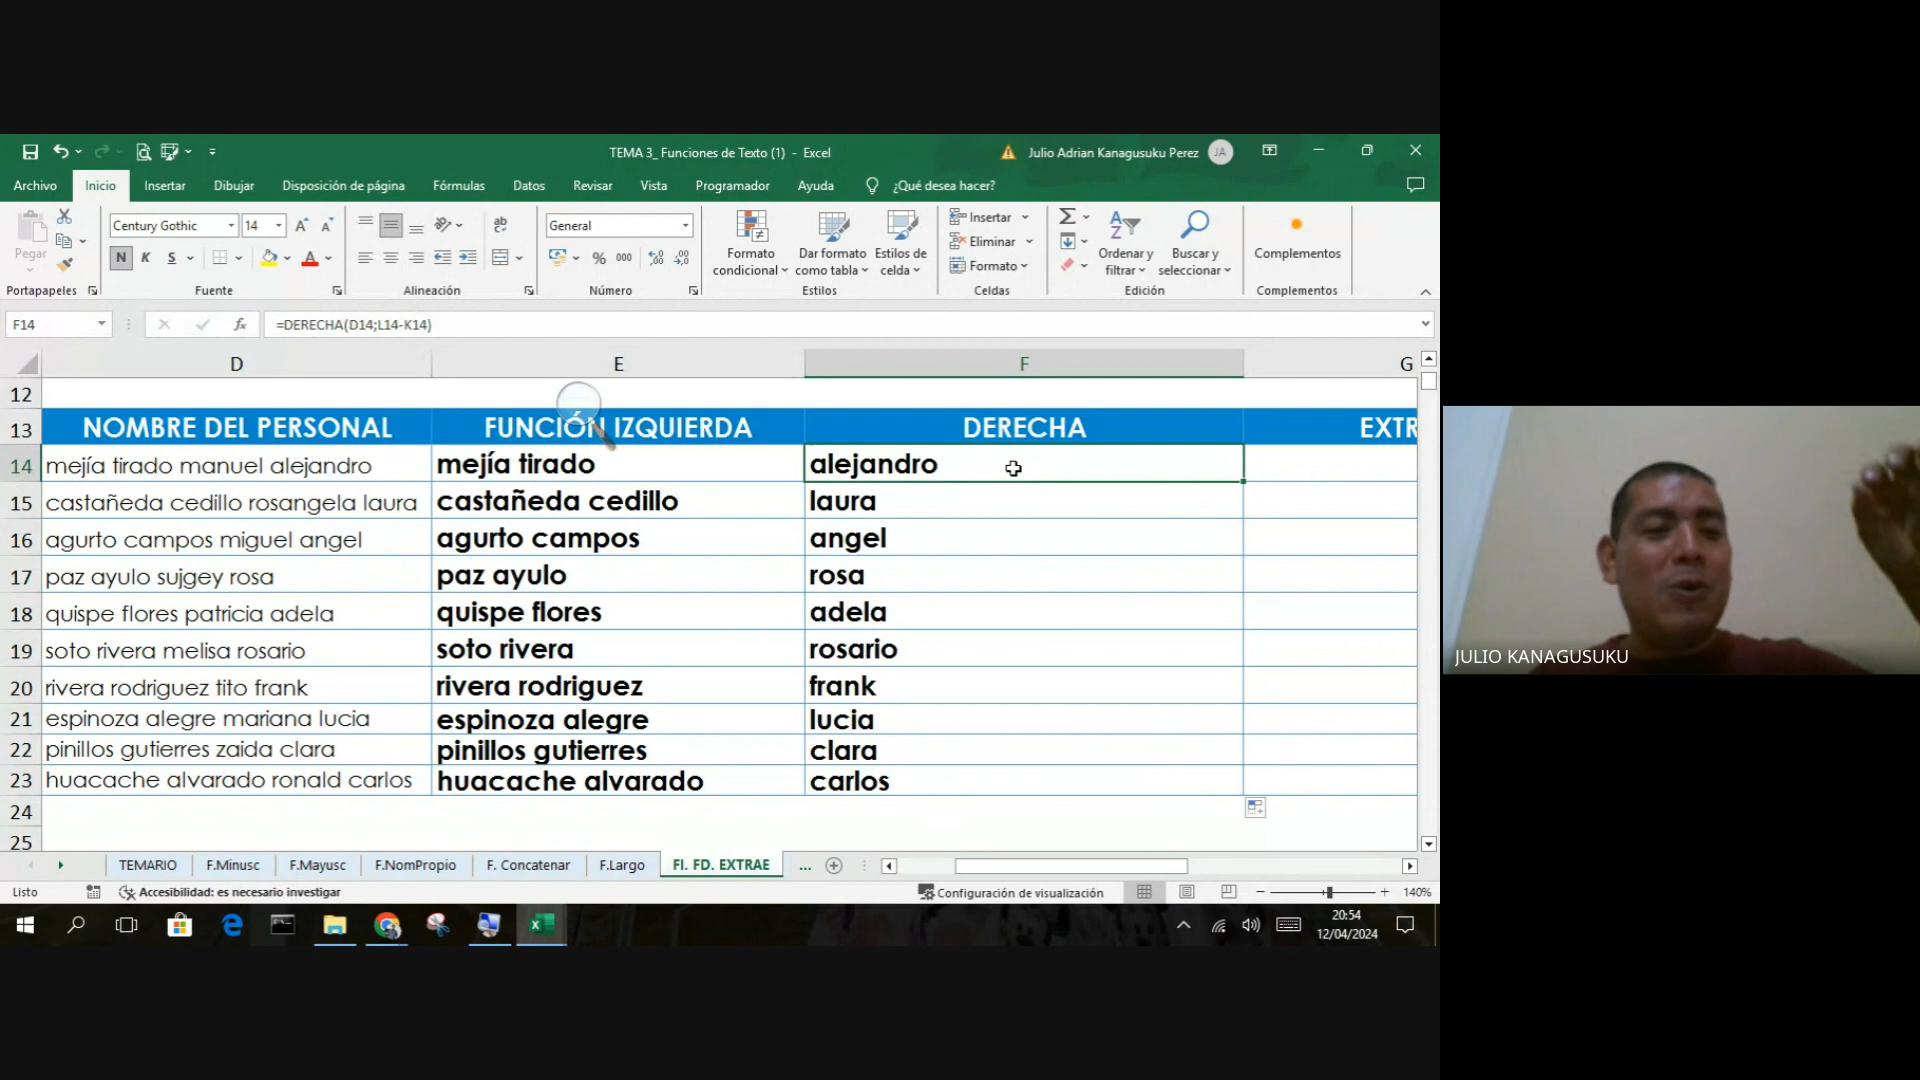 TEMA 3_ Funciones de Texto (1) - Excel
Julio Adrian Kanagusuku Perez JA
Archivo Inicio Insertar Dibujar Disposición de página Fórmulas Datos Revisar Vista Programador Ayuda ¿Qué desea hacer?
Pegar
Portapapeles
Century Gothic 14
N K S
Fuente
ab
Alineación
General
% 000
Número
Formato condicional
Dar formato como tabla
Estilos de celda
Estilos
Insertar
Eliminar
Formato
Celdas
Ordenar y filtrar
Buscar y seleccionar
Edición
Complementos
Complementos
F14 fx =DERECHA(D14;L14-K14)
D E F G
12
13 NOMBRE DEL PERSONAL FUNCIÓN IZQUIERDA DERECHA EXTR
14 mejía tirado manuel alejandro mejía tirado alejandro
15 castañeda cedillo rosangela laura castañeda cedillo laura
16 agurto campos miguel angel agurto campos angel
17 paz ayulo sujgey rosa paz ayulo rosa
18 quispe flores patricia adela quispe flores adela
19 soto rivera melisa rosario soto rivera rosario
20 rivera rodriguez tito frank rivera rodriguez frank
21 espinoza alegre mariana lucia espinoza alegre lucia
22 pinillos gutierres zaida clara pinillos gutierres clara
23 huacache alvarado ronald carlos huacache alvarado carlos
24
25
TEMARIO F.Minusc F.Mayusc F.NomPropio F. Concatenar F.Largo FI. FD. EXTRAE ...
Listo Accesibilidad: es necesario investigar Configuración de visualización 140%
20:54
12/04/2024
JULIO KANAGUSUKU